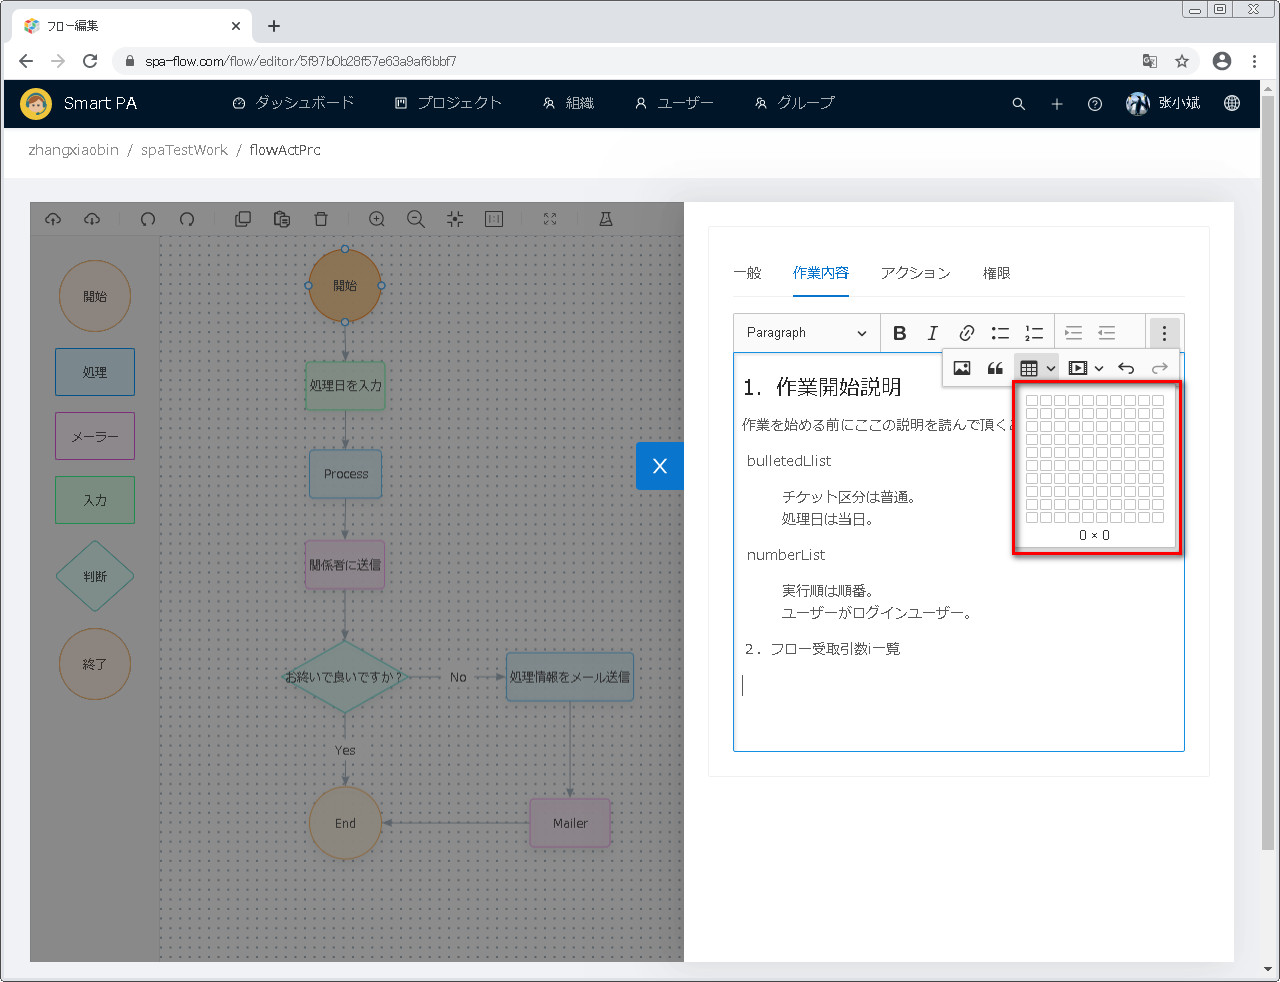 フロー編集
spa-flow.com/flow/editor/5f97b0b28f57e63a9af6bbf7
Smart PA
ダッシュボード
プロジェクト
組織
ユーザー
グループ
张小斌
zhangxiaobin / spaTestWork / flowActPrc
開始
処理
メーラー
入力
判断
終了
開始
処理日を入力
Process
関係者に送信
お終いで良いですか？
No
処理情報をメール送信
Yes
End
Mailer
X
一般
作業内容
アクション
権限
Paragraph
1. 作業開始説明
作業を始める前にここの説明を読んで頂く
bulletedLlist
チケット区分は普通。
処理日は当日。
numberList
実行順は順番。
ユーザーがログインユーザー。
2. フロー受取引数i一覧
0 × 0